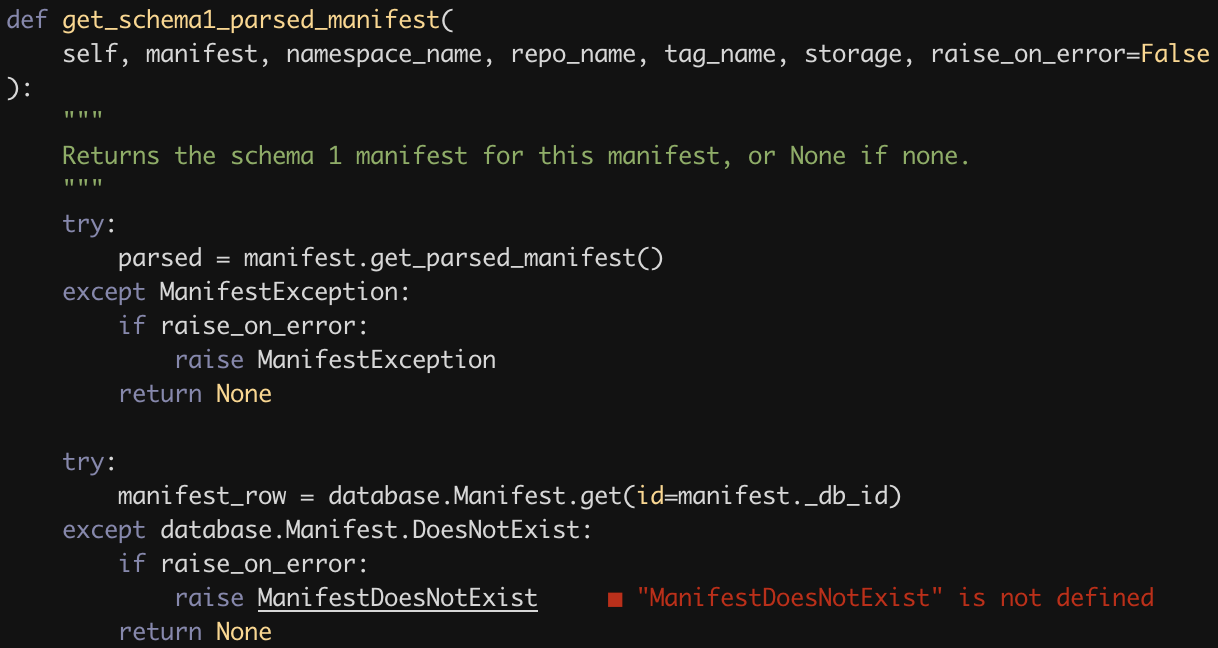 def get_schema1_parsed_manifest(
    self, manifest, namespace_name, repo_name, tag_name, storage, raise_on_error=False
):
    """
    Returns the schema 1 manifest for this manifest, or None if none.
    """
    try:
        parsed = manifest.get_parsed_manifest()
    except ManifestException:
        if raise_on_error:
            raise ManifestException
        return None

    try:
        manifest_row = database.Manifest.get(id=manifest._db_id)
    except database.Manifest.DoesNotExist:
        if raise_on_error:
            raise ManifestDoesNotExist     ■ "ManifestDoesNotExist" is not defined
        return None